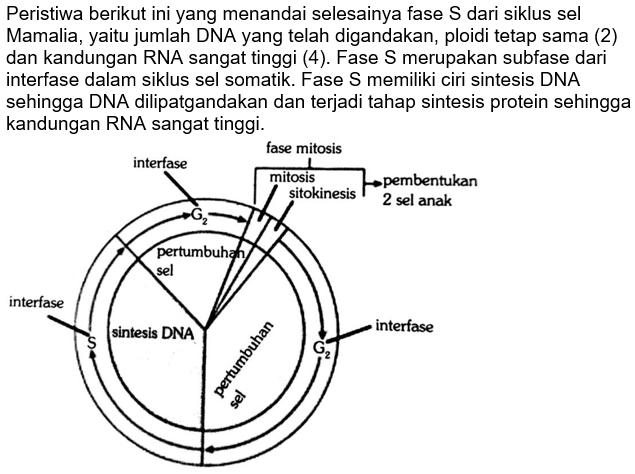 Peristiwa berikut ini yang menandai selesainya fase S dari siklus sel
Mamalia, yaitu jumlah DNA yang telah digandakan, ploidi tetap sama (2)
dan kandungan RNA sangat tinggi (4). Fase S merupakan subfase dari
interfase dalam siklus sel somatik. Fase S memiliki ciri sintesis DNA
sehingga DNA dilipatgandakan dan terjadi tahap sintesis protein sehingga
kandungan RNA sangat tinggi.
fase mitosis
interfase
mitosis
sitokinesis
pembentukan
2 sel anak
G2
pertumbuhan
sel
interfase
S
sintesis DNA
pertumbuhan
sel
G2
interfase